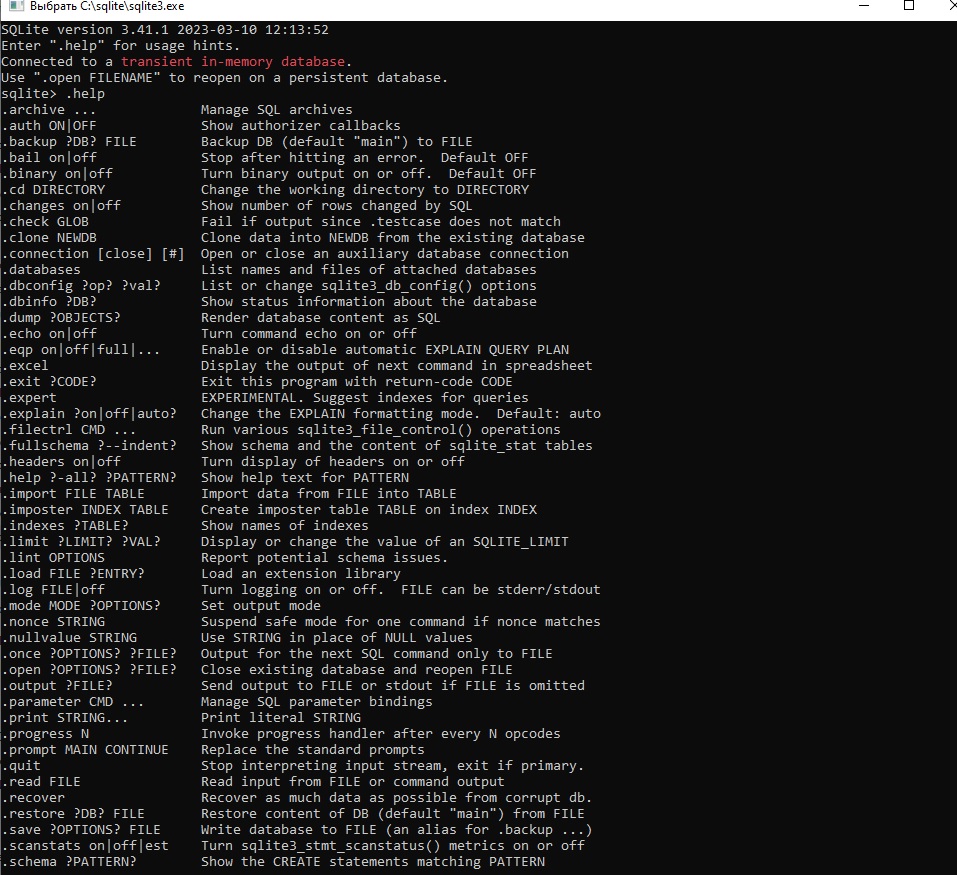 Выбрать C:\sqlite\sqlite3.exe
SQLite version 3.41.1 2023-03-10 12:13:52
Enter ".help" for usage hints.
Connected to a transient in-memory database.
Use ".open FILENAME" to reopen on a persistent database.
sqlite> .help
.archive ...             Manage SQL archives
.auth ON|OFF             Show authorizer callbacks
.backup ?DB? FILE        Backup DB (default "main") to FILE
.bail on|off             Stop after hitting an error.  Default OFF
.binary on|off           Turn binary output on or off.  Default OFF
.cd DIRECTORY            Change the working directory to DIRECTORY
.changes on|off          Show number of rows changed by SQL
.check GLOB              Fail if output since .testcase does not match
.clone NEWDB             Clone data into NEWDB from the existing database
.connection [close] [#]  Open or close an auxiliary database connection
.databases               List names and files of attached databases
.dbconfig ?op? ?val?     List or change sqlite3_db_config() options
.dbinfo ?DB?             Show status information about the database
.dump ?OBJECTS?          Render database content as SQL
.echo on|off             Turn command echo on or off
.eqp on|off|full|...     Enable or disable automatic EXPLAIN QUERY PLAN
.excel                   Display the output of next command in spreadsheet
.exit ?CODE?             Exit this program with return-code CODE
.expert                  EXPERIMENTAL. Suggest indexes for queries
.explain ?on|off|auto?   Change the EXPLAIN formatting mode.  Default: auto
.filectrl CMD ...        Run various sqlite3_file_control() operations
.fullschema ?--indent?   Show schema and the content of sqlite_stat tables
.headers on|off          Turn display of headers on or off
.help ?-all? ?PATTERN?   Show help text for PATTERN
.import FILE TABLE       Import data from FILE into TABLE
.imposter INDEX TABLE    Create imposter table TABLE on index INDEX
.indexes ?TABLE?         Show names of indexes
.limit ?LIMIT? ?VAL?     Display or change the value of an SQLITE_LIMIT
.lint OPTIONS            Report potential schema issues.
.load FILE ?ENTRY?       Load an extension library
.log FILE|off            Turn logging on or off.  FILE can be stderr/stdout
.mode MODE ?OPTIONS?     Set output mode
.nonce STRING            Suspend safe mode for one command if nonce matches
.nullvalue STRING        Use STRING in place of NULL values
.once ?OPTIONS? ?FILE?   Output for the next SQL command only to FILE
.open ?OPTIONS? ?FILE?   Close existing database and reopen FILE
.output ?FILE?           Send output to FILE or stdout if FILE is omitted
.parameter CMD ...       Manage SQL parameter bindings
.print STRING...         Print literal STRING
.progress N              Invoke progress handler after every N opcodes
.prompt MAIN CONTINUE    Replace the standard prompts
.quit                    Stop interpreting input stream, exit if primary.
.read FILE               Read input from FILE or command output
.recover                 Recover as much data as possible from corrupt db.
.restore ?DB? FILE       Restore content of DB (default "main") from FILE
.save ?OPTIONS? FILE     Write database to FILE (an alias for .backup ...)
.scanstats on|off|est    Turn sqlite3_stmt_scanstatus() metrics on or off
.schema ?PATTERN?        Show the CREATE statements matching PATTERN